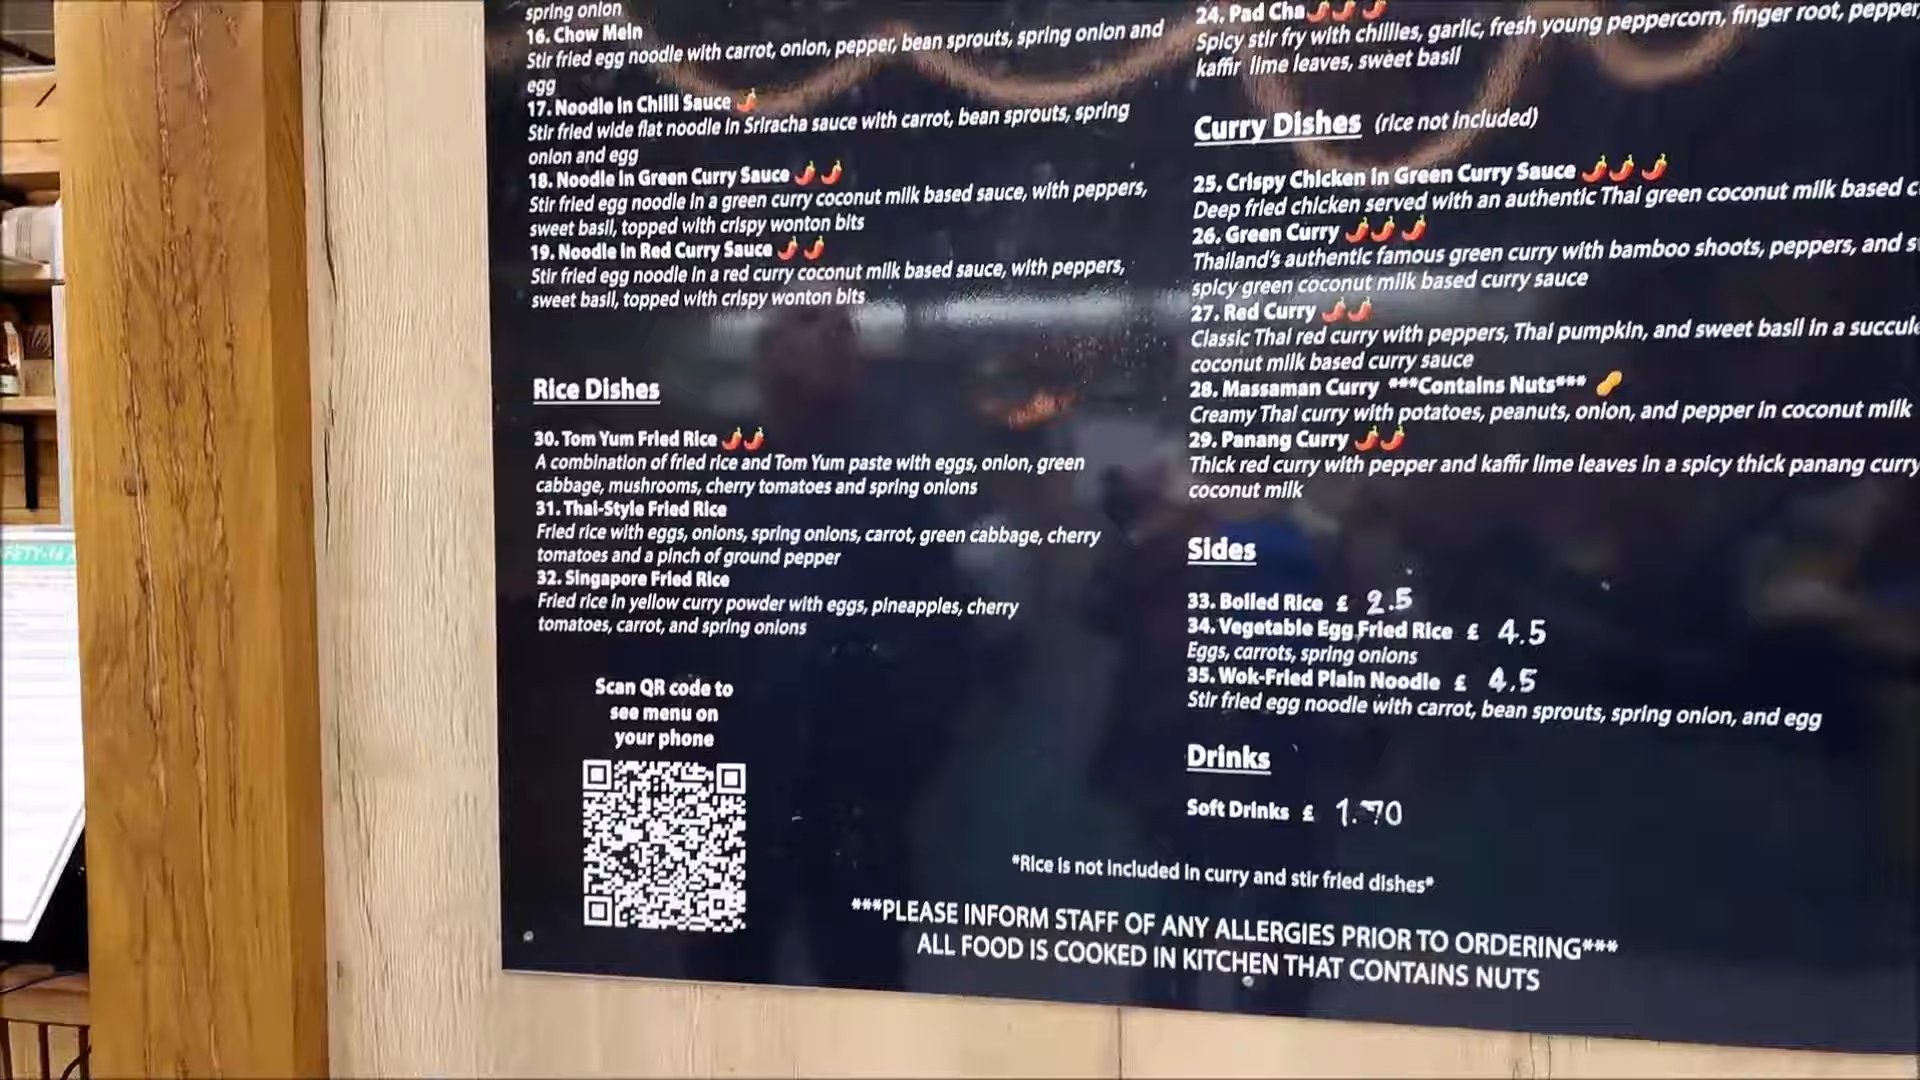 spring onion
16. Chow Mein
Stir fried egg noodle with carrot, onion, pepper, bean sprouts, spring onion and
egg
17. Noodle in Chilli Sauce
Stir fried wide flat noodle in Sriracha sauce with carrot, bean sprouts, spring
onion and egg
18. Noodle in Green Curry Sauce
Stir fried egg noodle in a green curry coconut milk based sauce, with peppers,
sweet basil, topped with crispy wonton bits
19. Noodle in Red Curry Sauce
Stir fried egg noodle in a red curry coconut milk based sauce, with peppers,
sweet basil, topped with crispy wonton bits
Rice Dishes
30. Tom Yum Fried Rice
A combination of fried rice and Tom Yum paste with eggs, onion, green
cabbage, mushrooms, cherry tomatoes and spring onions
31. Thai-Style Fried Rice
Fried rice with eggs, onions, spring onions, carrot, green cabbage, cherry
tomatoes and a pinch of ground pepper
32. Singapore Fried Rice
Fried rice in yellow curry powder with eggs, pineapples, cherry
tomatoes, carrot, and spring onions
Scan QR code to
see menu on
your phone
24. Pad Cha
Spicy stir fry with chillies, garlic, fresh young peppercorn, finger root, pepper,
kaffir lime leaves, sweet basil
Curry Dishes (rice not included)
25. Crispy Chicken in Green Curry Sauce
Deep fried chicken served with an authentic Thai green coconut milk based
26. Green Curry
Thailand's authentic famous green curry with bamboo shoots, peppers, and
spicy green coconut milk based curry sauce
27. Red Curry
Classic Thai red curry with peppers, Thai pumpkin, and sweet basil in a
coconut milk based curry sauce
28. Massaman Curry ***Contains Nuts***
Creamy Thai curry with potatoes, peanuts, onion, and pepper in coconut milk
29. Panang Curry
Thick red curry with pepper and kaffir lime leaves in a spicy thick panang curry
coconut milk
Sides
33. Boiled Rice £ 2.5
34. Vegetable Egg Fried Rice £ 4.5
Eggs, carrots, spring onions
35. Wok-Fried Plain Noodle £ 4.5
Stir fried egg noodle with carrot, bean sprouts, spring onion, and egg
Drinks
Soft Drinks £ 1.70
*Rice is not included in curry and stir fried dishes*
***PLEASE INFORM STAFF OF ANY ALLERGIES PRIOR TO ORDERING***
ALL FOOD IS COOKED IN KITCHEN THAT CONTAINS NUTS